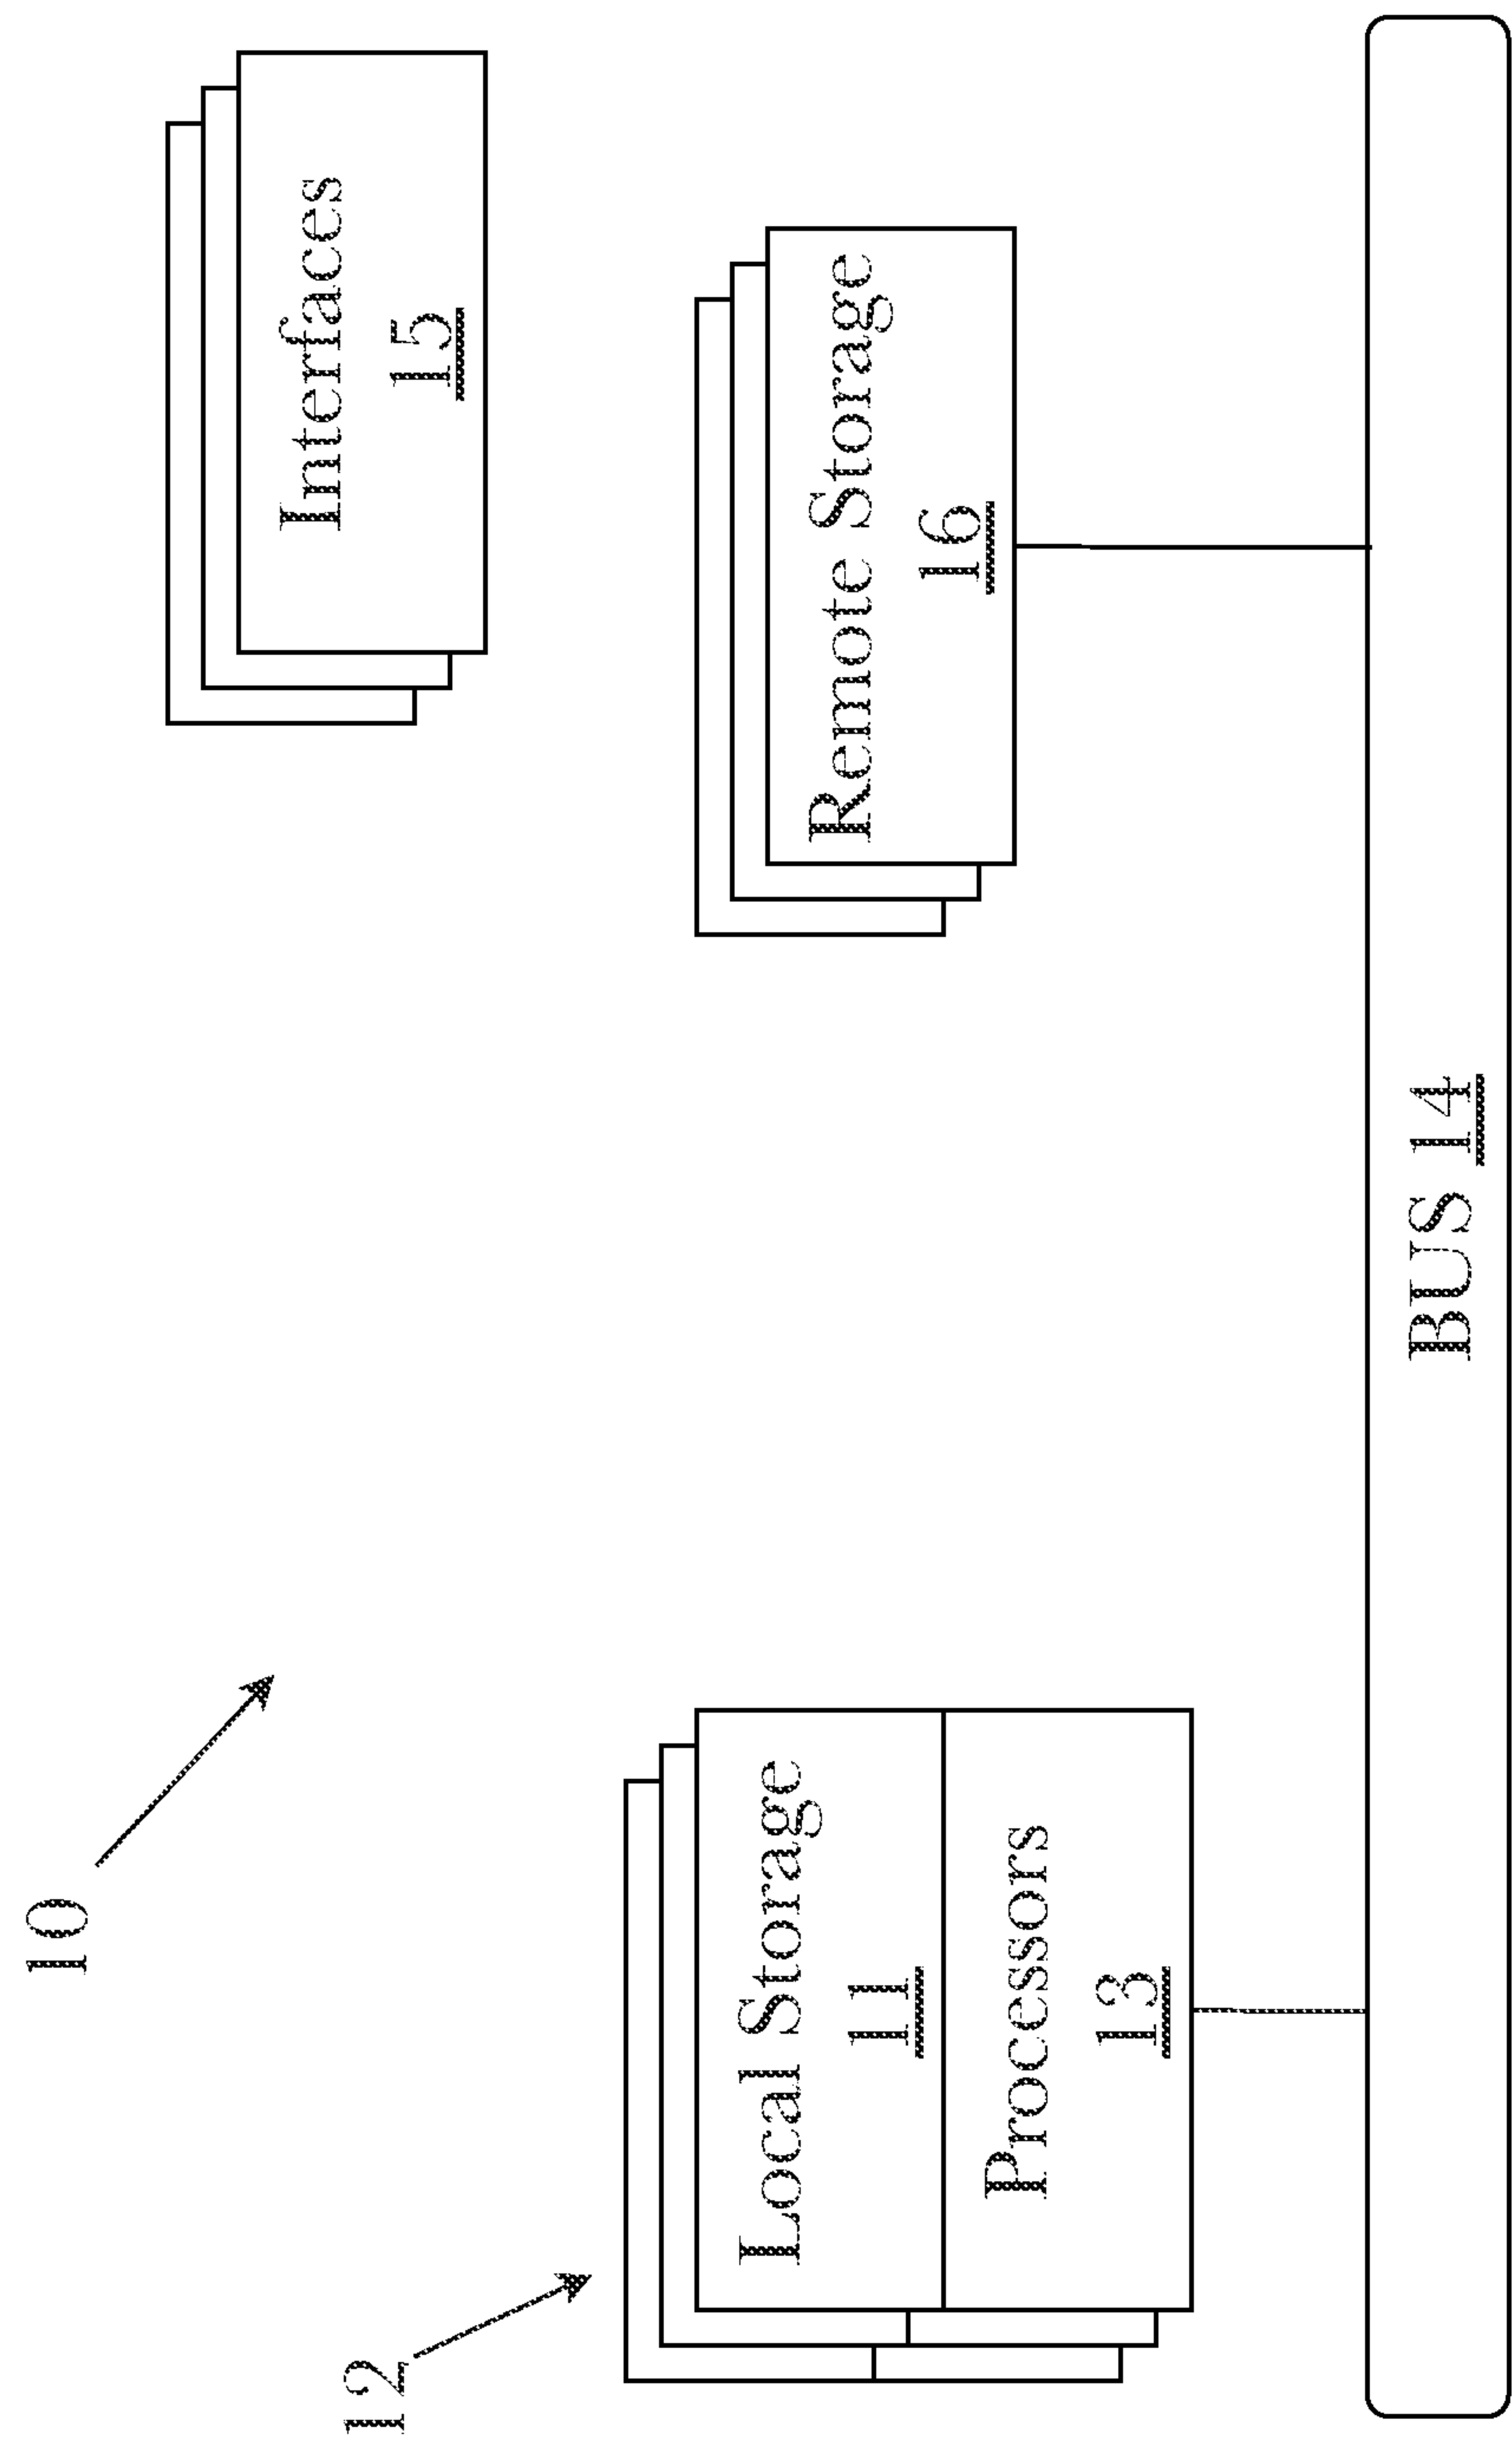 10
12
Interfaces
15
Local Storage
11
Processors
13
Remote Storage
16
BUS 14